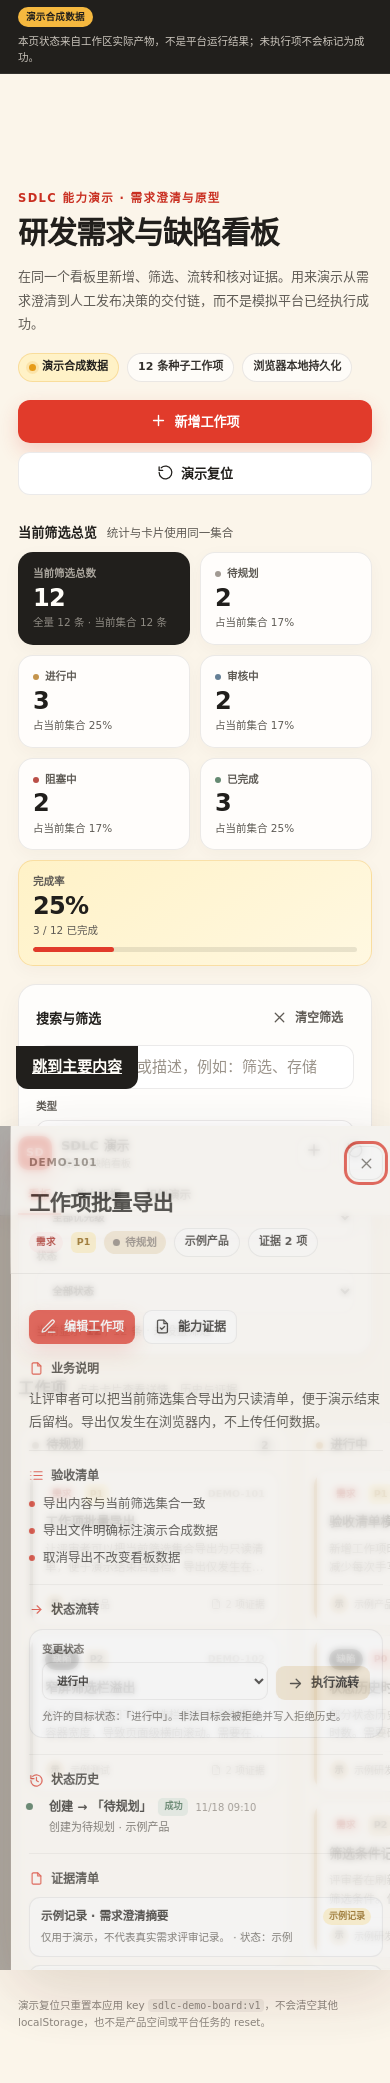 演示合成数据
本页状态来自工作区实际产物，不是平台运行结果；未执行项不会标记为成
功。
SDLC 能力演示 · 需求澄清与原型
研发需求与缺陷看板
在同一个看板里新增、筛选、流转和核对证据。用来演示从需
求澄清到人工发布决策的交付链，而不是模拟平台已经执行成
功。
演示合成数据
12 条种子工作项
浏览器本地持久化
新增工作项
演示复位
当前筛选总览 统计与卡片使用同一集合
当前筛选总数
12
全量 12 条 · 当前集合 12 条
待规划
2
占当前集合 17%
进行中
3
占当前集合 25%
审核中
2
占当前集合 17%
阻塞中
2
占当前集合 17%
已完成
3
占当前集合 25%
完成率
25%
3 / 12 已完成
搜索与筛选
清空筛选
跳到主要内容
或描述，例如：筛选、存储
类型
SDLC 演示
DEMO-101
工作项批量导出
需求
P1
待规划
示例产品
证据 2 项
状态
全部状态
编辑工作项
能力证据
业务说明
让评审者可以把当前筛选集合导出为只读清单，便于演示结束
后留档。导出仅发生在浏览器内，不上传任何数据。
待规划
2
进行中
验收清单
导出内容与当前筛选集合一致
导出文件明确标注演示合成数据
取消导出不改变看板数据
状态流转
变更状态
进行中
执行流转
允许的目标状态：「进行中」。非法目标会被拒绝并写入拒绝历史。
状态历史
创建 → 「待规划」
成功
11/18 09:10
创建为待规划 · 示例产品
证据清单
示例记录 · 需求澄清摘要
示例记录
仅用于演示，不代表真实需求评审记录。 · 状态：示例
演示复位只重置本应用 key sdlc-demo-board:v1，不会清空其他
localStorage，也不是产品空间或平台任务的 reset。